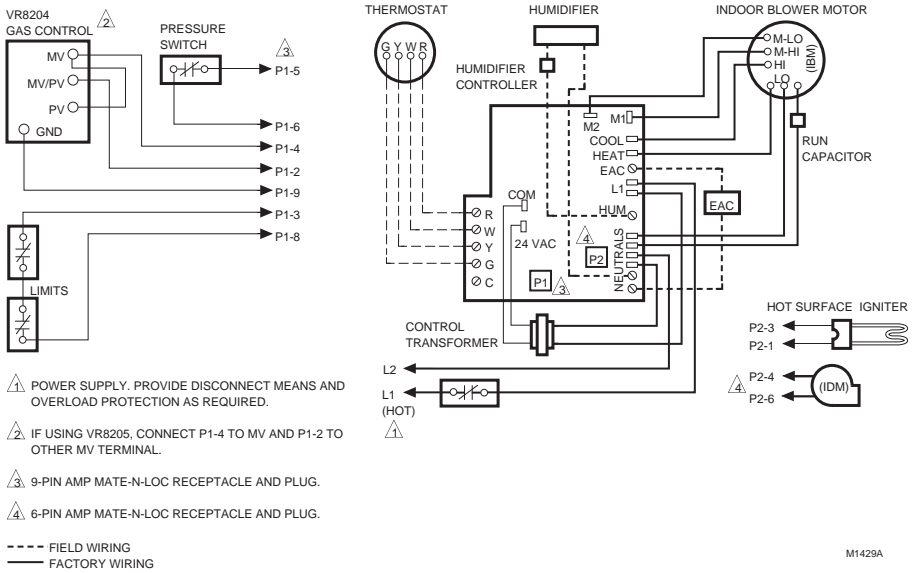 VR8204
GAS CONTROL
2
MV
MV/PV
PV
GND
PRESSURE
SWITCH
3
P1-5
P1-6
P1-4
P1-2
P1-9
P1-3
P1-8
LIMITS
THERMOSTAT
G Y W R
HUMIDIFIER
HUMIDIFIER
CONTROLLER
INDOOR BLOWER MOTOR
M-LO
M-HI
HI
LO
(IBM)
RUN
CAPACITOR
M2
M1
COOL
HEAT
EAC
L1
HUM
NEUTRALS
EAC
COM
24 VAC
R
W
Y
G
C
P1
3
4
P2
CONTROL
TRANSFORMER
L2
L1
(HOT)
1
HOT SURFACE IGNITER
P2-3
P2-1
4
P2-4
P2-6
(IDM)
1 POWER SUPPLY. PROVIDE DISCONNECT MEANS AND
OVERLOAD PROTECTION AS REQUIRED.
2 IF USING VR8205, CONNECT P1-4 TO MV AND P1-2 TO
OTHER MV TERMINAL.
3 9-PIN AMP MATE-N-LOC RECEPTACLE AND PLUG.
4 6-PIN AMP MATE-N-LOC RECEPTACLE AND PLUG.
FIELD WIRING
FACTORY WIRING
M1429A